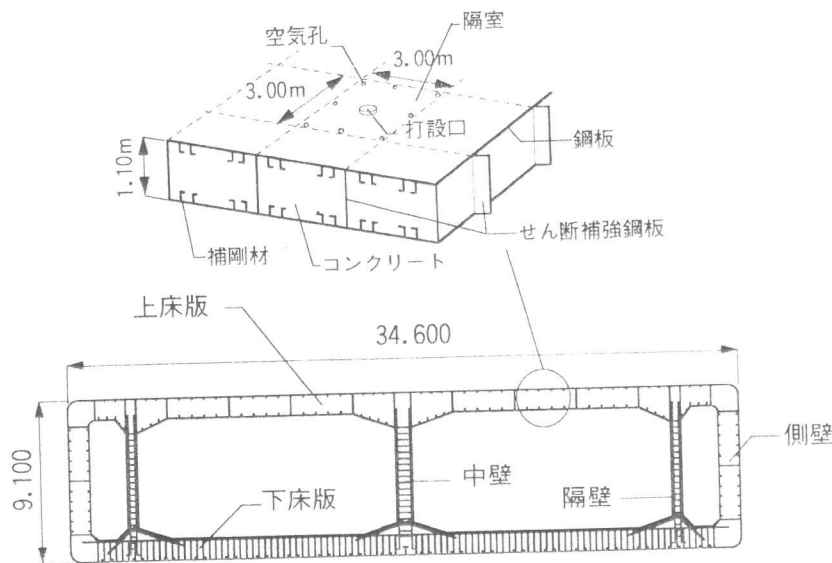 空気孔
隔室
3.00m
3.00m
打設口
鋼板
1.10m
せん断補強鋼板
補剛材
コンクリート
上床版
34.600
側壁
9.100
中壁
隔壁
下床版